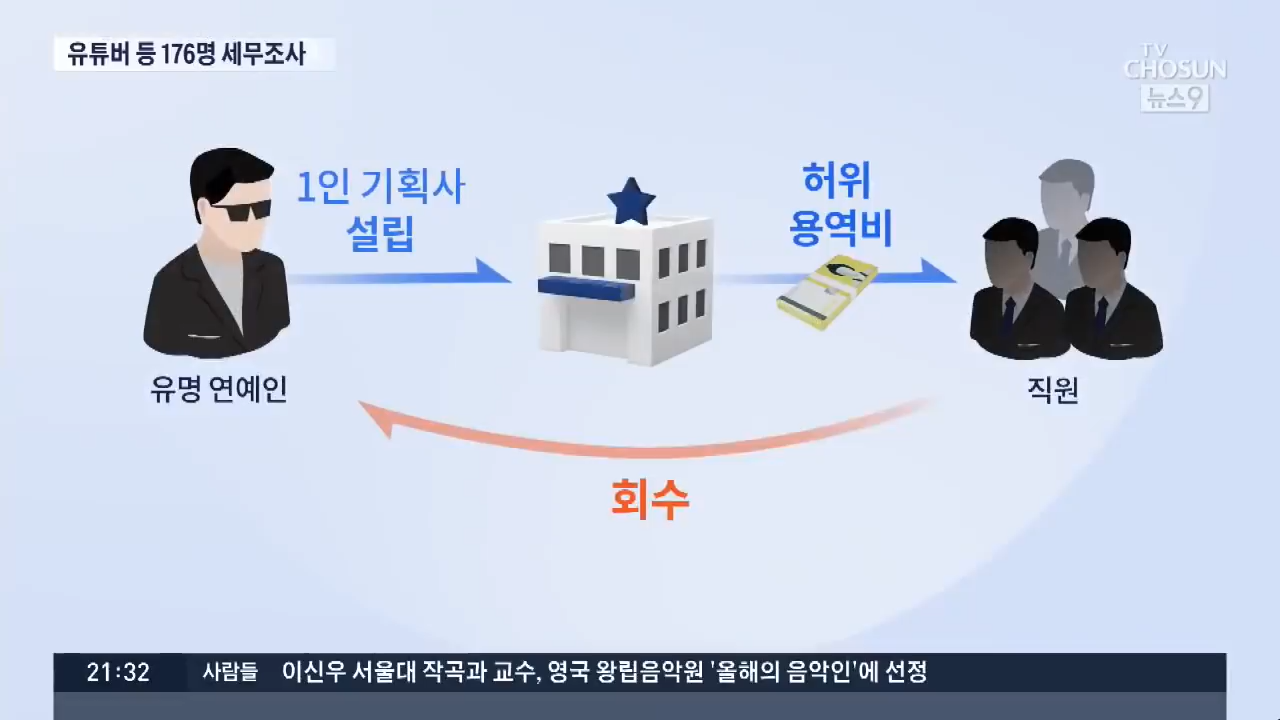 유튜버 등 176명 세무조사
TV
CHOSUN
뉴스9
1인 기획사
설립
허위
용역비
유명 연예인
직원
회수
21:32 사람들 이신우 서울대 작곡과 교수, 영국 왕립음악원 '올해의 음악인'에 선정